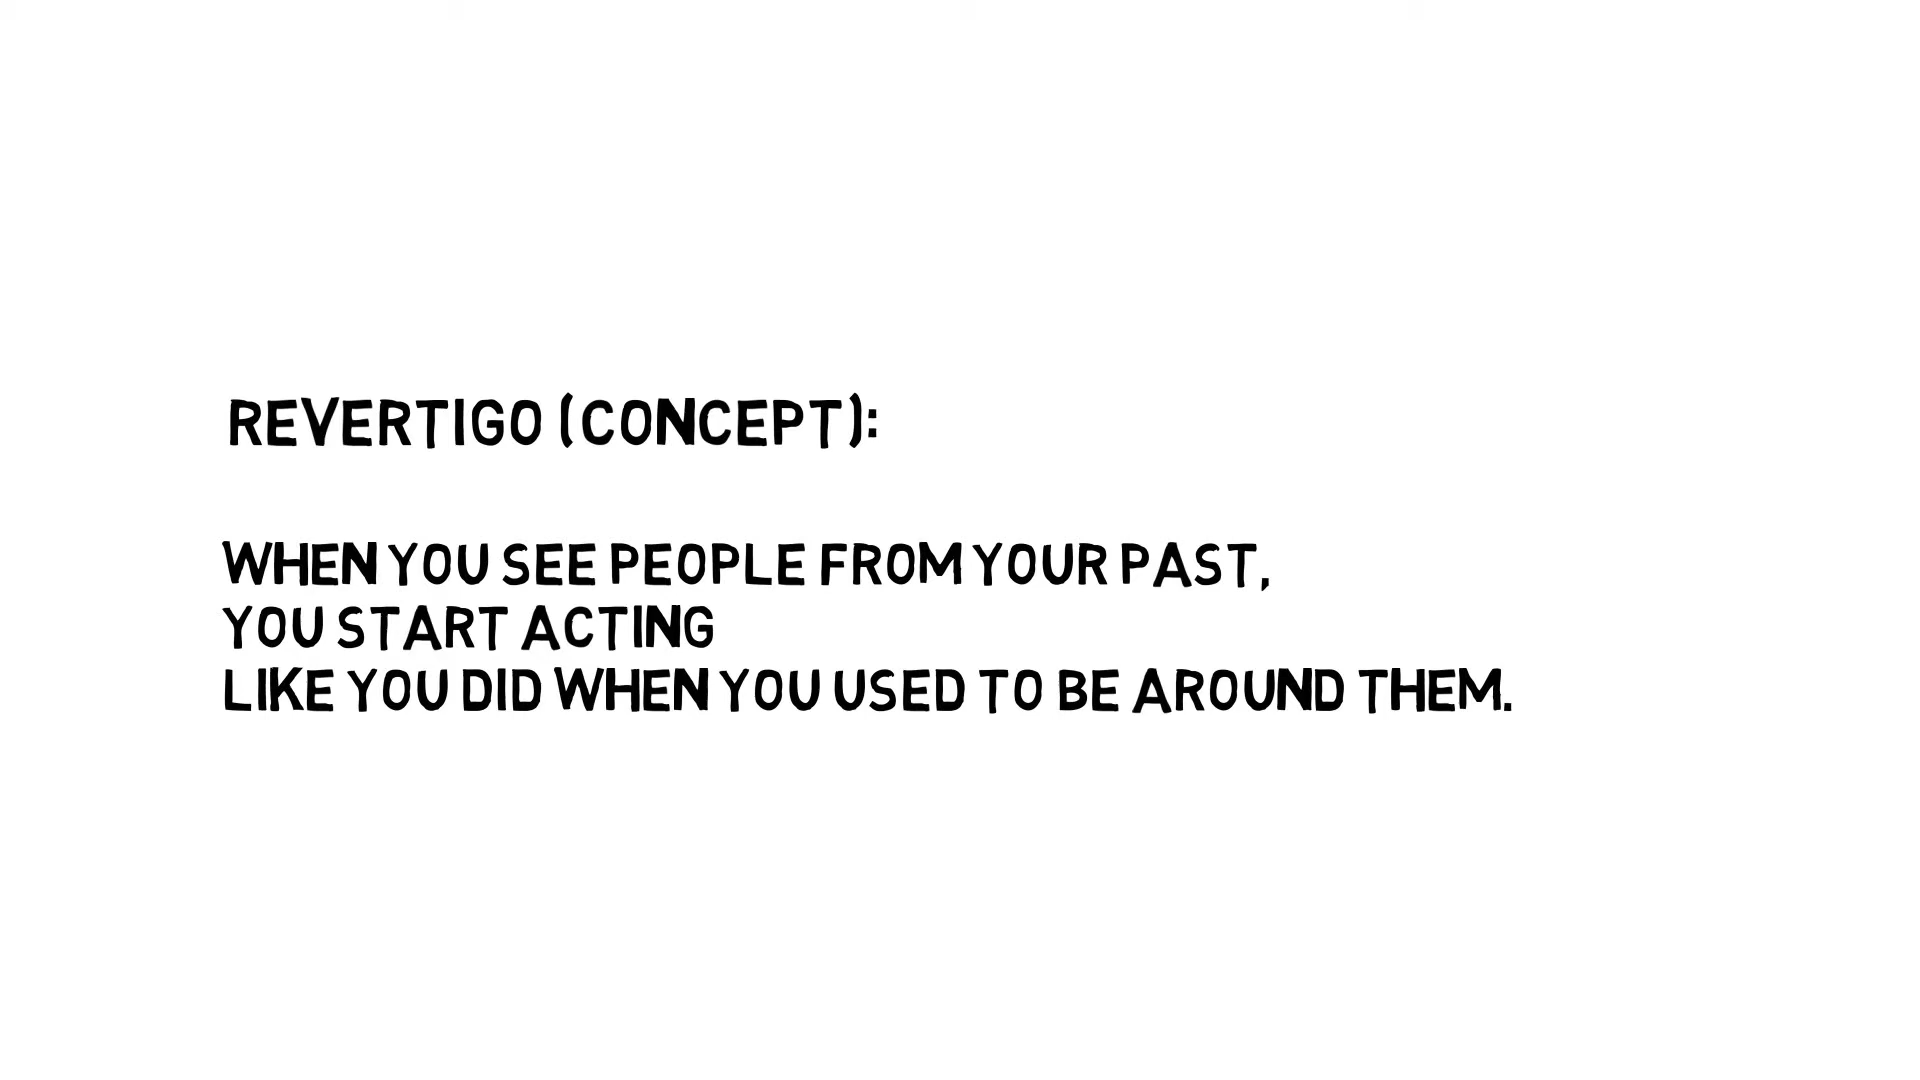 REVERTIGO (CONCEPT):
WHEN YOU SEE PEOPLE FROM YOUR PAST,
YOU START ACTING
LIKE YOU DID WHEN YOU USED TO BE AROUND THEM.